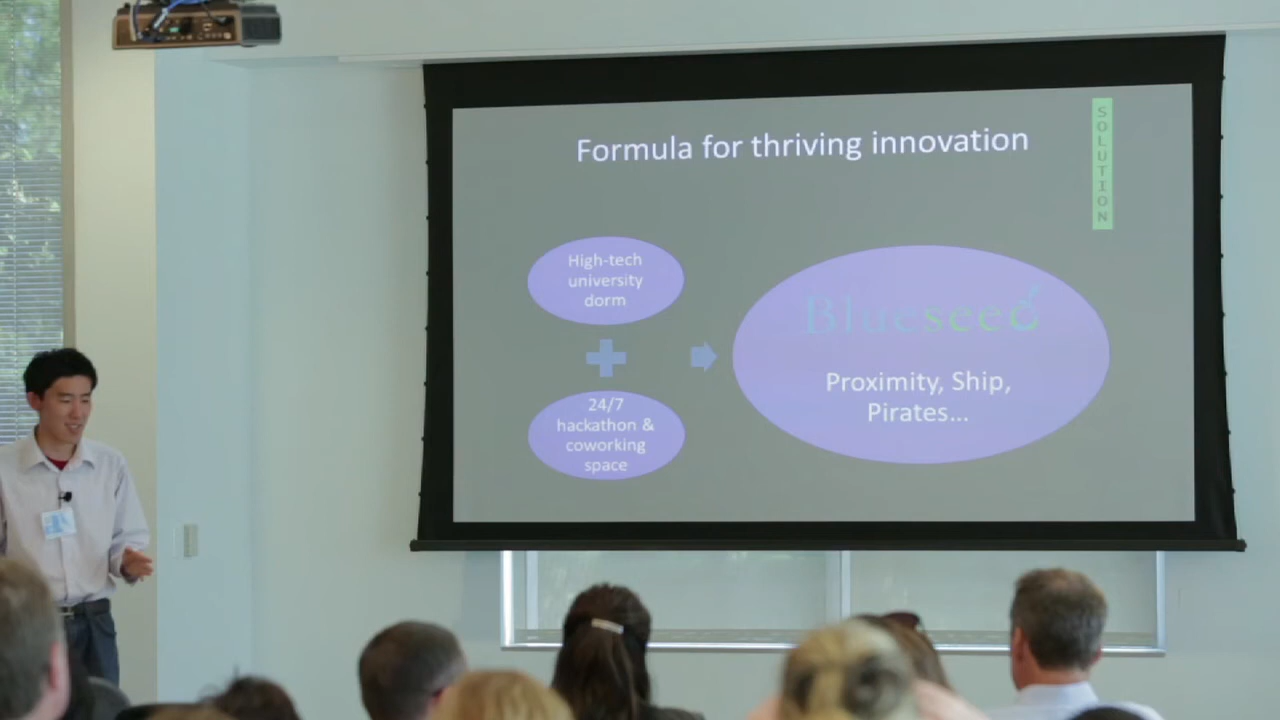 Formula for thriving innovation
SOLUTION
High-tech
university
dorm
24/7
hackathon &
coworking
space
Blueseed
Proximity, Ship,
Pirates...